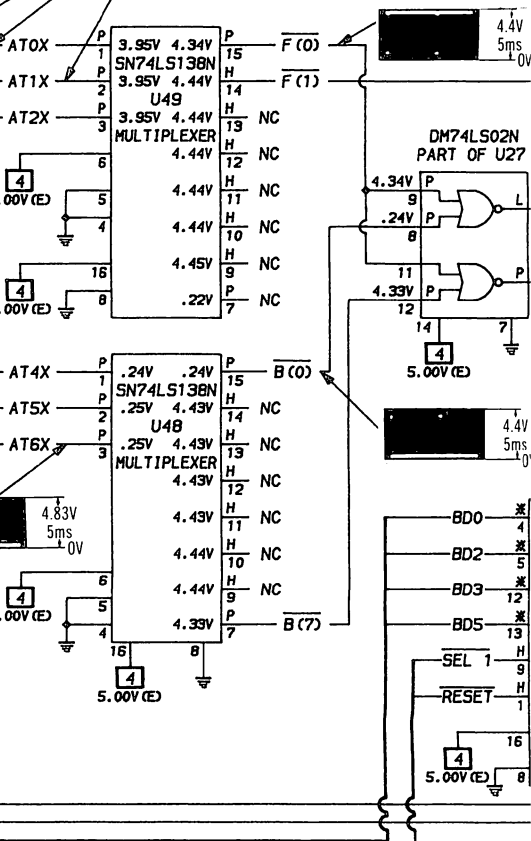 AT0X P 1 3.95V 4.34V P 15 F(0)
SN74LS138N
AT1X P 2 3.95V 4.44V H 14 F(1)
U49
AT2X P 3 3.95V 4.44V H 13 NC
MULTIPLEXER
6 4.44V H 12 NC
4
.00V(E)
5 4.44V H 11 NC
4 4.44V H 10 NC
16 4.45V H 9 NC
4
.00V(E)
8 .22V P 7 NC
4.4V
5ms
0V
DM74LS02N
PART OF U27
4.34V P
9
L
.24V P
8
11
P
4.33V P
12
14 7
4
5.00V(E)
AT4X P 1 .24V .24V P 15 B(0)
SN74LS138N
AT5X P 2 .25V 4.43V H 14 NC
U48
AT6X P 3 .25V 4.43V H 13 NC
MULTIPLEXER
4.43V H 12 NC
4.43V H 11 NC
6 4.44V H 10 NC
4
.00V(E)
5 4.44V H 9 NC
4 4.33V P 7 B(7)
16 8
4
5.00V(E)
4.83V
5ms
0V
4.4V
5ms
0V
BD0 * 4
BD2 * 5
BD3 * 12
BD5 * 13
SEL 1 H 9
RESET H 1
16
4
5.00V(E)
8